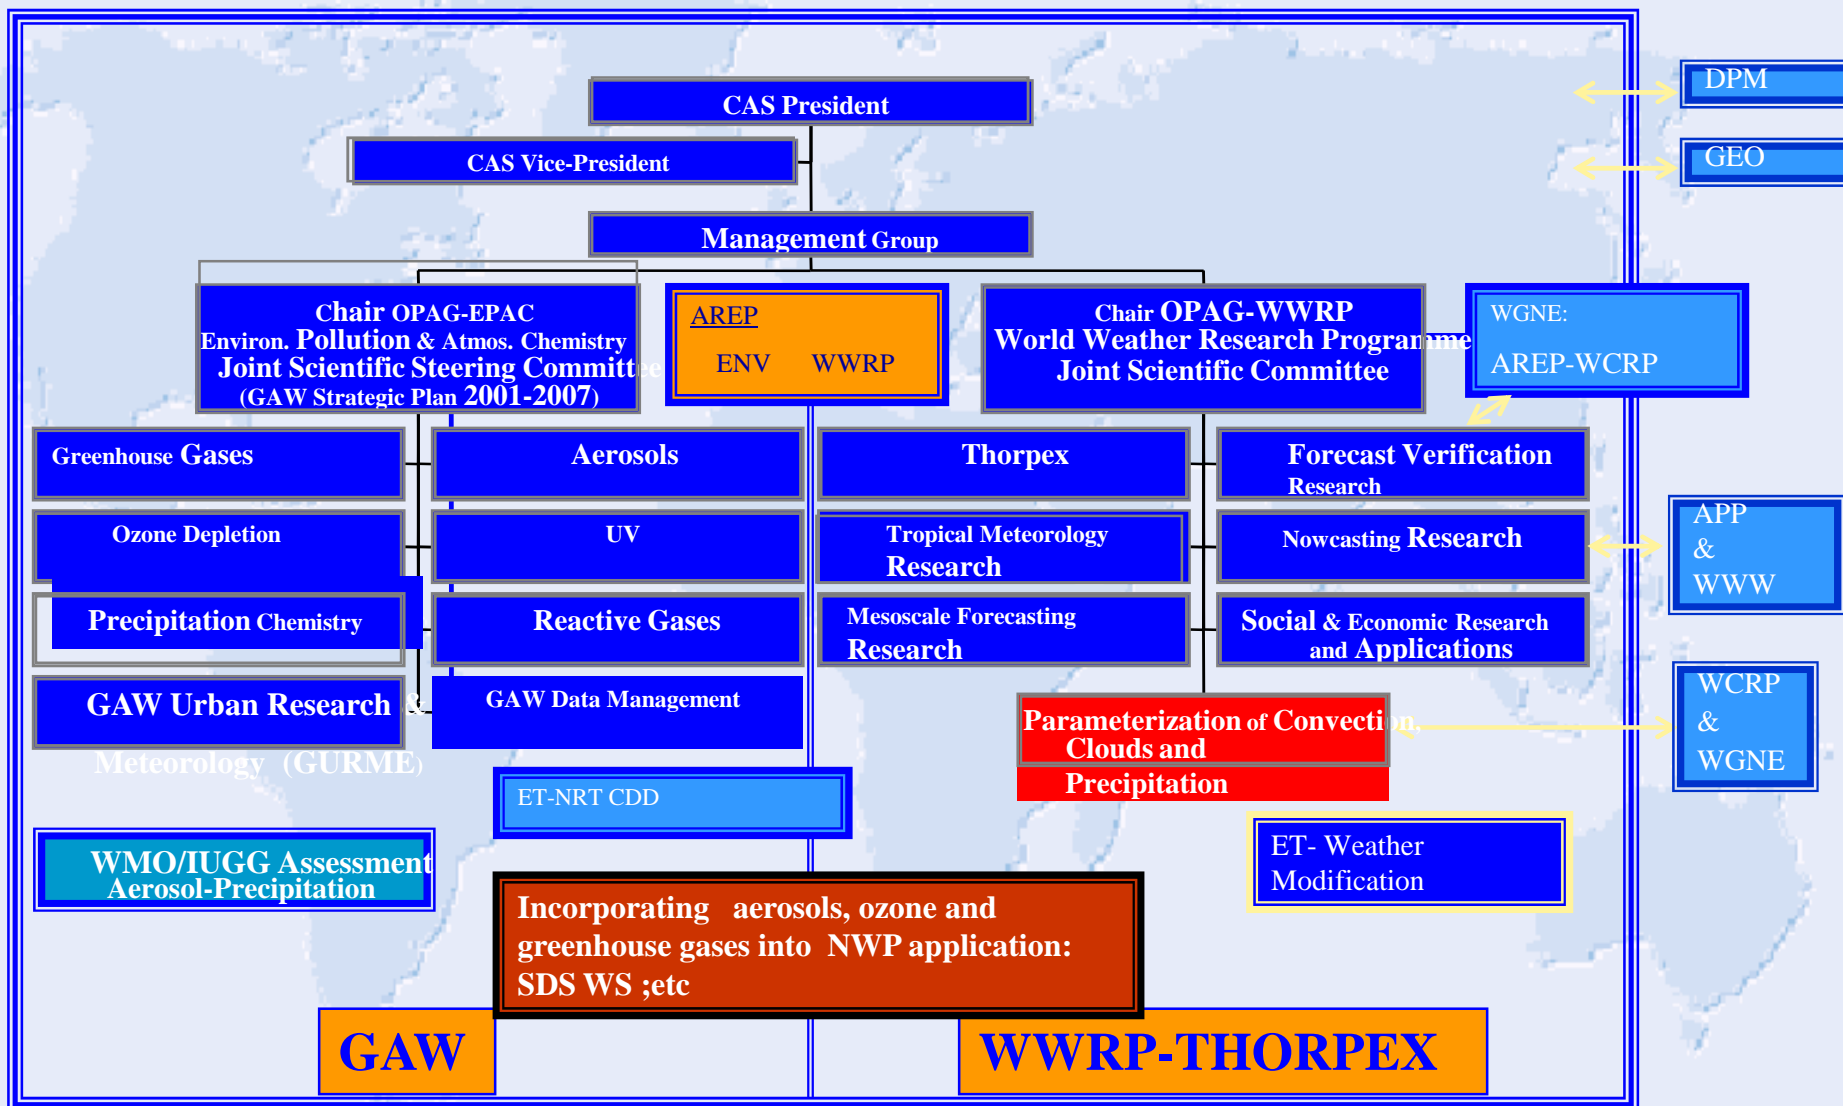 CAS President
CAS Vice-President
Management Group
Chair OPAG-EPAC
Environ. Pollution & Atmos. Chemistry
Joint Scientific Steering Committee
(GAW Strategic Plan 2001-2007)
AREP
ENV WWRP
Chair OPAG-WWRP
World Weather Research Programme
Joint Scientific Committee
WGNE:
AREP-WCRP
DPM
GEO
Greenhouse Gases
Aerosols
Thorpex
Forecast Verification
Research
Ozone Depletion
UV
Tropical Meteorology
Research
Nowcasting Research
APP
&
WWW
Precipitation Chemistry
Reactive Gases
Mesoscale Forecasting
Research
Social & Economic Research
and Applications
GAW Urban Research &
Meteorology (GURME)
GAW Data Management
Parameterization of Convection,
Clouds and
Precipitation
WCRP
&
WGNE
ET-NRT CDD
WMO/IUGG Assessment
Aerosol-Precipitation
ET- Weather
Modification
Incorporating aerosols, ozone and
greenhouse gases into NWP application:
SDS WS ;etc
GAW
WWRP-THORPEX